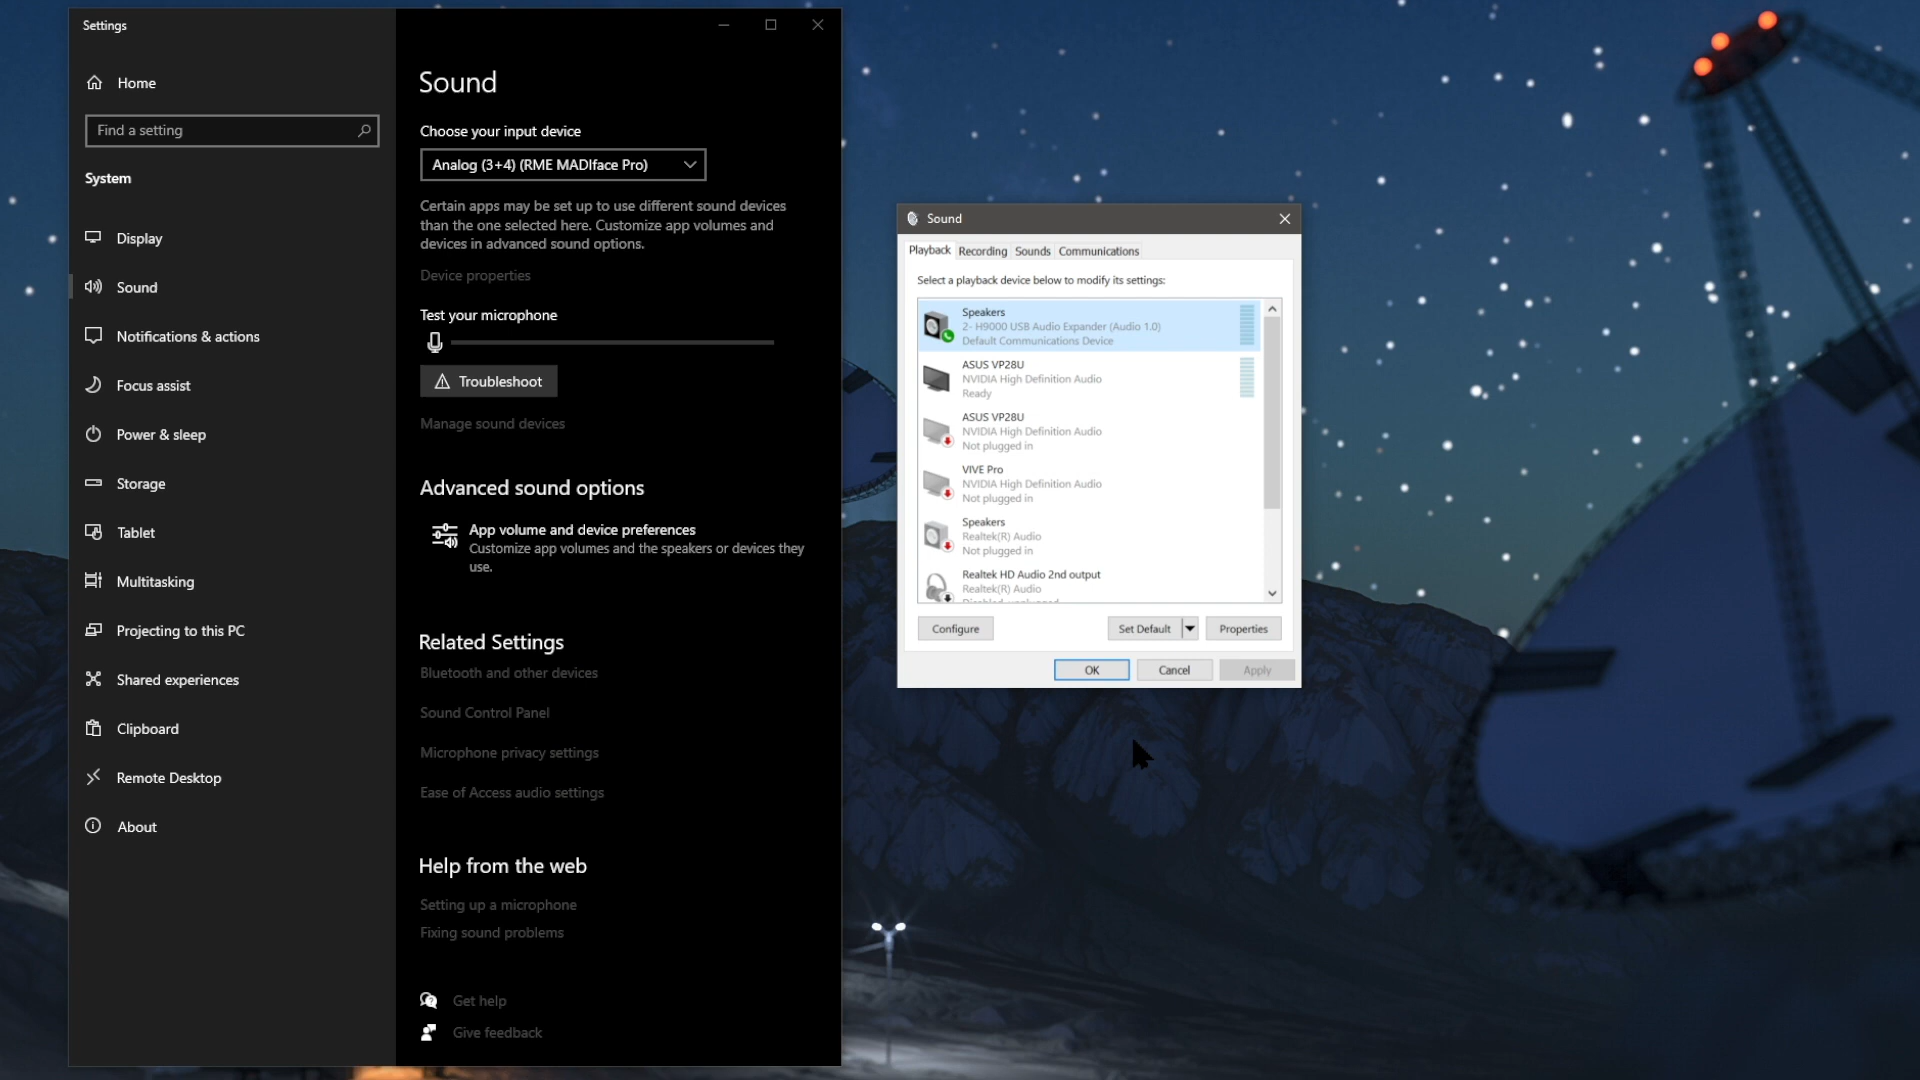 Settings
Home
Find a setting
System
Display
Sound
Notifications & actions
Focus assist
Power & sleep
Storage
Tablet
Multitasking
Projecting to this PC
Shared experiences
Clipboard
Remote Desktop
About
Sound
Choose your input device
Analog (3+4) (RME MADIface Pro)
Certain apps may be set up to use different sound devices
than the one selected here. Customize app volumes and
devices in advanced sound options.
Device properties
Test your microphone
Troubleshoot
Manage sound devices
Advanced sound options
App volume and device preferences
Customize app volumes and the speakers or devices they
use.
Related Settings
Bluetooth and other devices
Sound Control Panel
Microphone privacy settings
Ease of Access audio settings
Help from the web
Setting up a microphone
Fixing sound problems
Get help
Give feedback
Sound
Playback Recording Sounds Communications
Select a playback device below to modify its settings:
Speakers
2- H9000 USB Audio Expander (Audio 1.0)
Default Communications Device
ASUS VP28U
NVIDIA High Definition Audio
Ready
ASUS VP28U
NVIDIA High Definition Audio
Not plugged in
VIVE Pro
NVIDIA High Definition Audio
Not plugged in
Speakers
Realtek(R) Audio
Not plugged in
Realtek HD Audio 2nd output
Realtek(R) Audio
Configure Set Default Properties
OK Cancel Apply